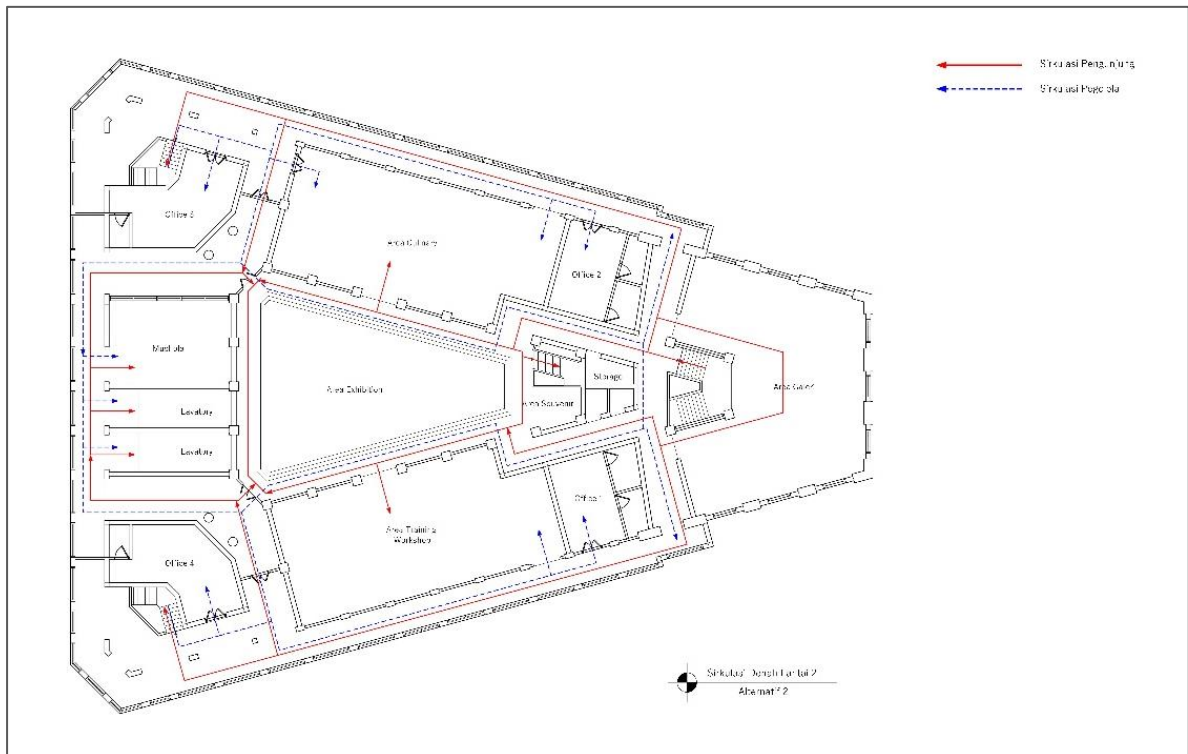 Sirkulasi Pengunjung
Sirkulasi
Office 3
Area Culinary
Office 2
Mushola
Storage
Area Exhibition
Area Galeri
Area Souvenir
Lavatory
Lavatory
Office 1
Area Training
Workshop
Office 4
Sirkulasi Denah Lantai 2
Alternatif 2